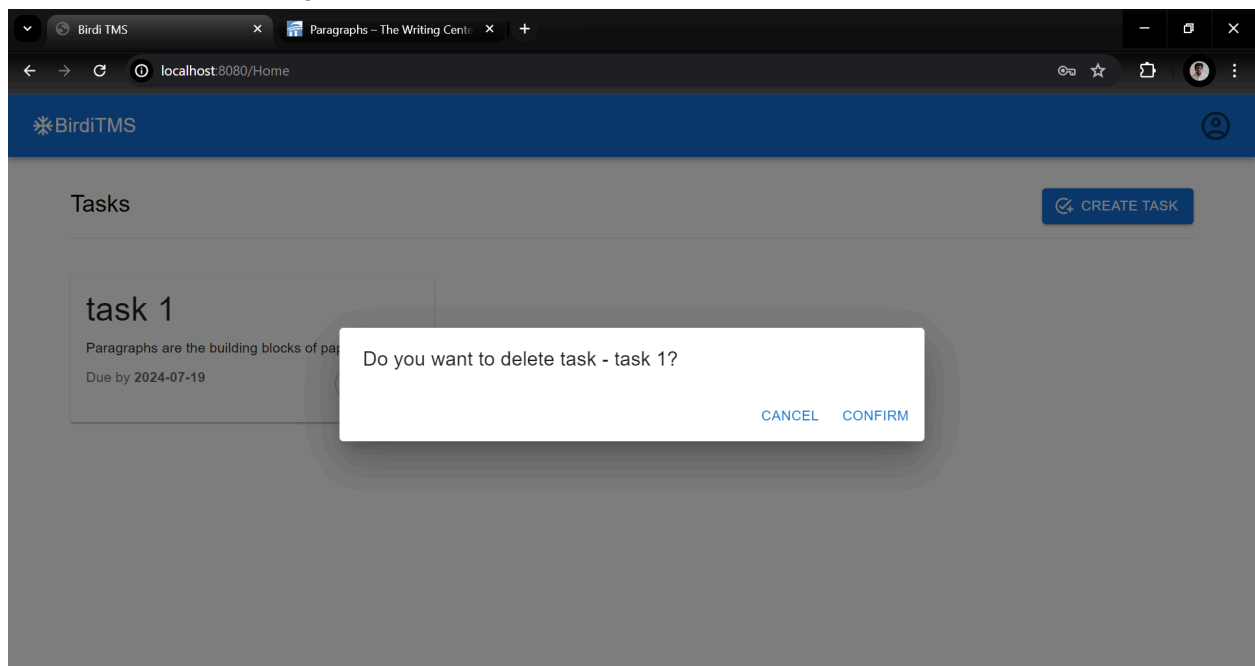 Birdi TMS
Paragraphs – The Writing Cente
localhost:8080/Home
BirdiTMS
Tasks
CREATE TASK
task 1
Paragraphs are the building blocks of pap
Due by 2024-07-19
Do you want to delete task - task 1?
CANCEL CONFIRM